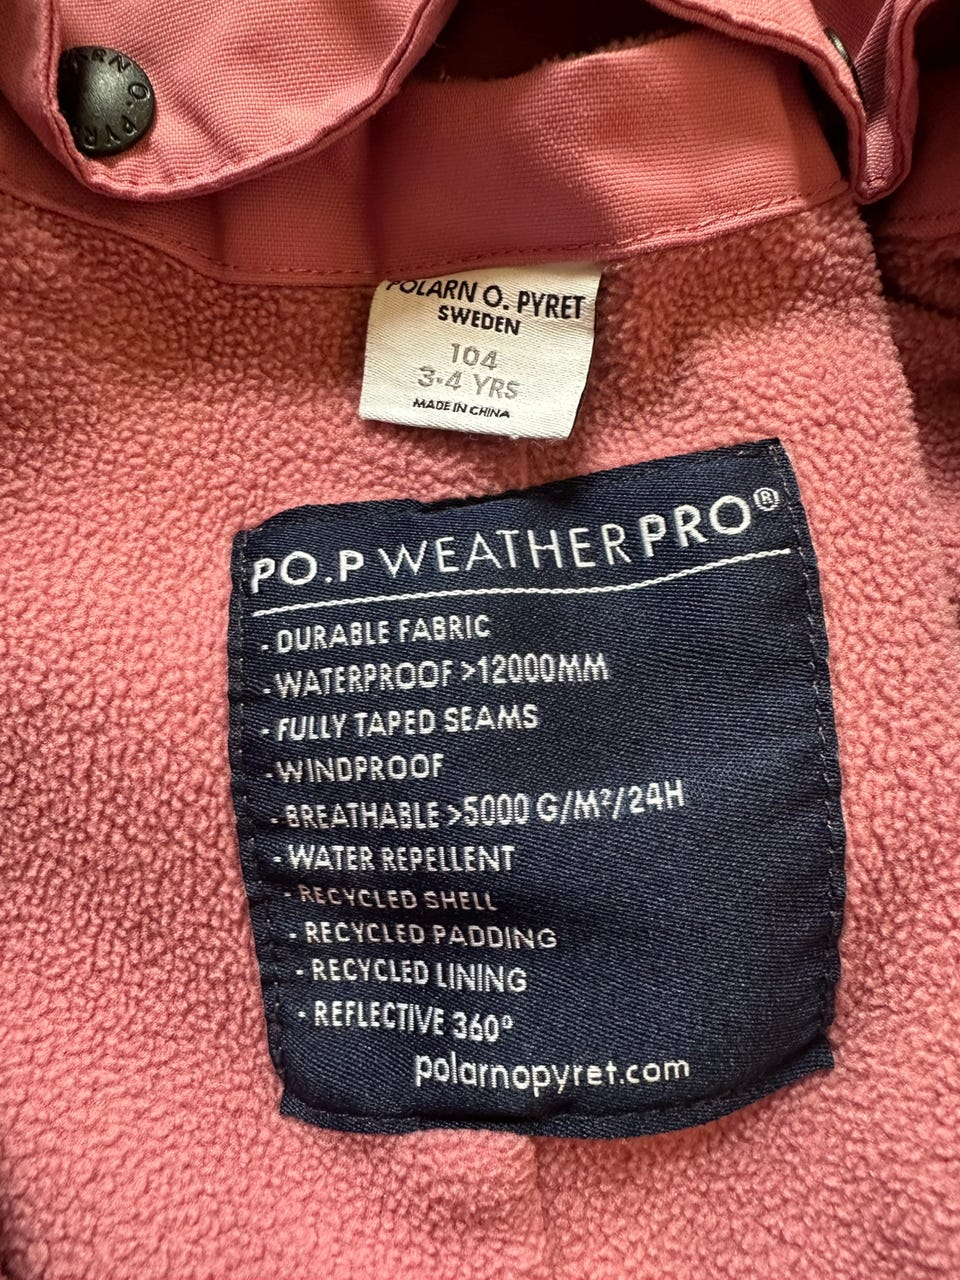 POLARN O. PYRET
SWEDEN
104
3-4 YRS
MADE IN CHINA
PO.P WEATHERPRO®
- DURABLE FABRIC
- WATERPROOF >12000MM
- FULLY TAPED SEAMS
- WINDPROOF
- BREATHABLE >5000 G/M²/24H
- WATER REPELLENT
- RECYCLED SHELL
- RECYCLED PADDING
- RECYCLED LINING
- REFLECTIVE 360°
polarnopyret.com